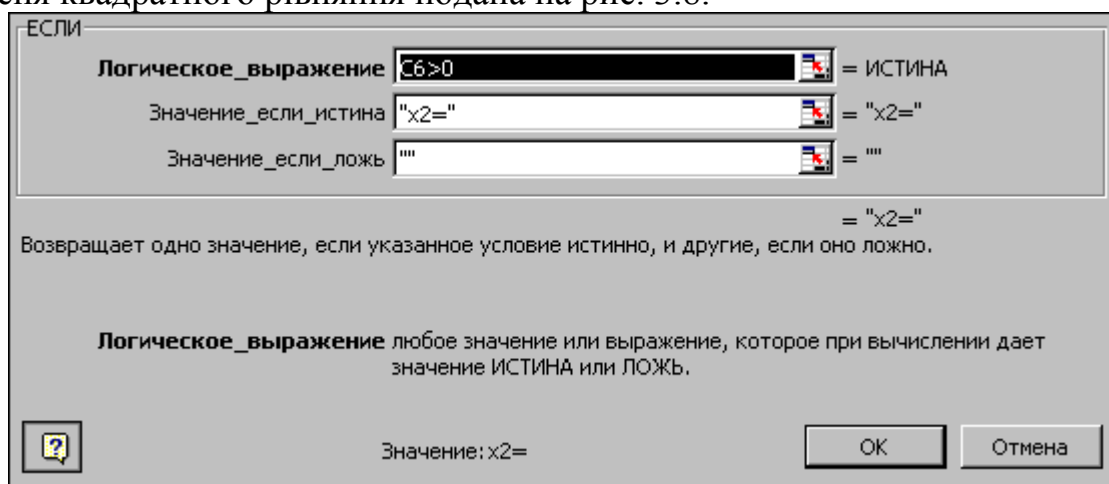 ЕСЛИ
Логическое_выражение C6>0 = ИСТИНА
Значение_если_истина "x2=" = "x2="
Значение_если_ложь "" = ""
= "x2="
Возвращает одно значение, если указанное условие истинно, и другие, если оно ложно.
Логическое_выражение любое значение или выражение, которое при вычислении дает
значение ИСТИНА или ЛОЖЬ.
Значение:x2=
OK
Отмена